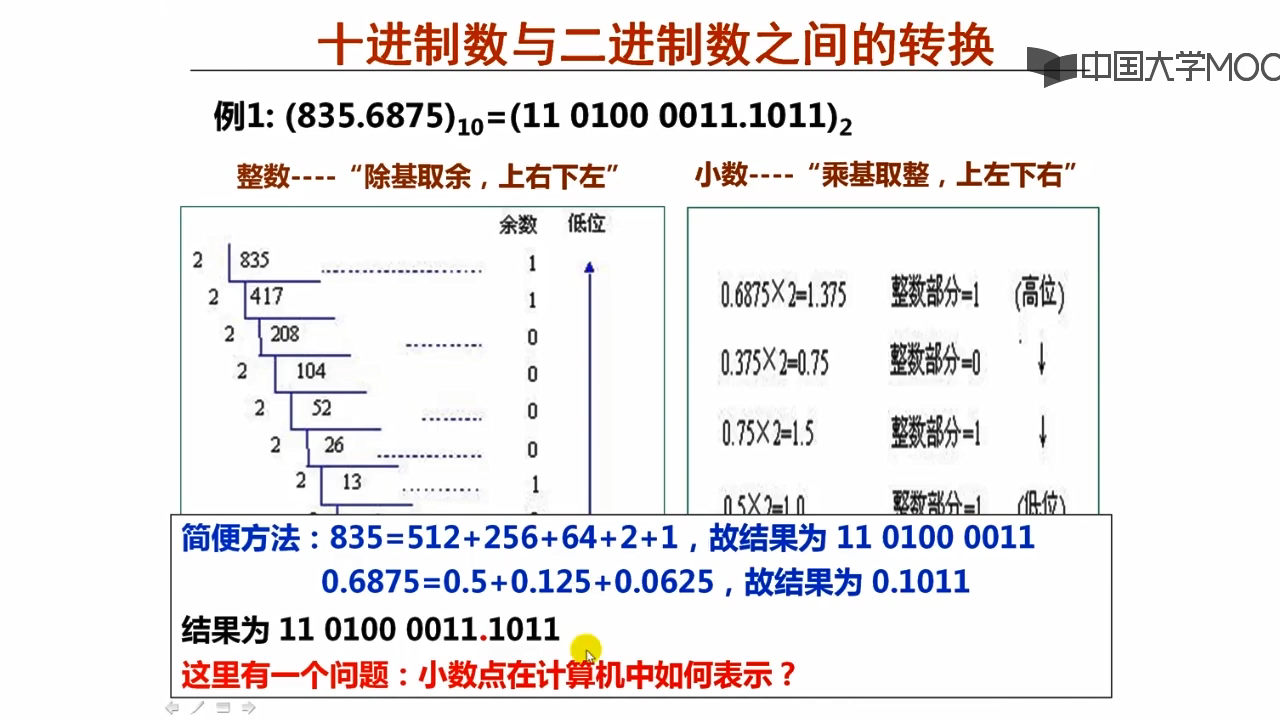 十进制数与二进制数之间的转换
中国大学MOO
例1: (835.6875)10=(11 0100 0011.1011)2
整数----“除基取余，上右下左”
小数----“乘基取整，上左下右”
余数 低位
2 835 1
2 417 1
2 208 0
2 104 0
2 52 0
2 26 0
2 13 1
0.6875×2=1.375 整数部分=1 (高位)
0.375×2=0.75 整数部分=0 ↓
0.75×2=1.5 整数部分=1 ↓
0.5×2=1.0 整数部分=1 (低位)
简便方法：835=512+256+64+2+1，故结果为 11 0100 0011
0.6875=0.5+0.125+0.0625，故结果为 0.1011
结果为 11 0100 0011.1011
这里有一个问题：小数点在计算机中如何表示？